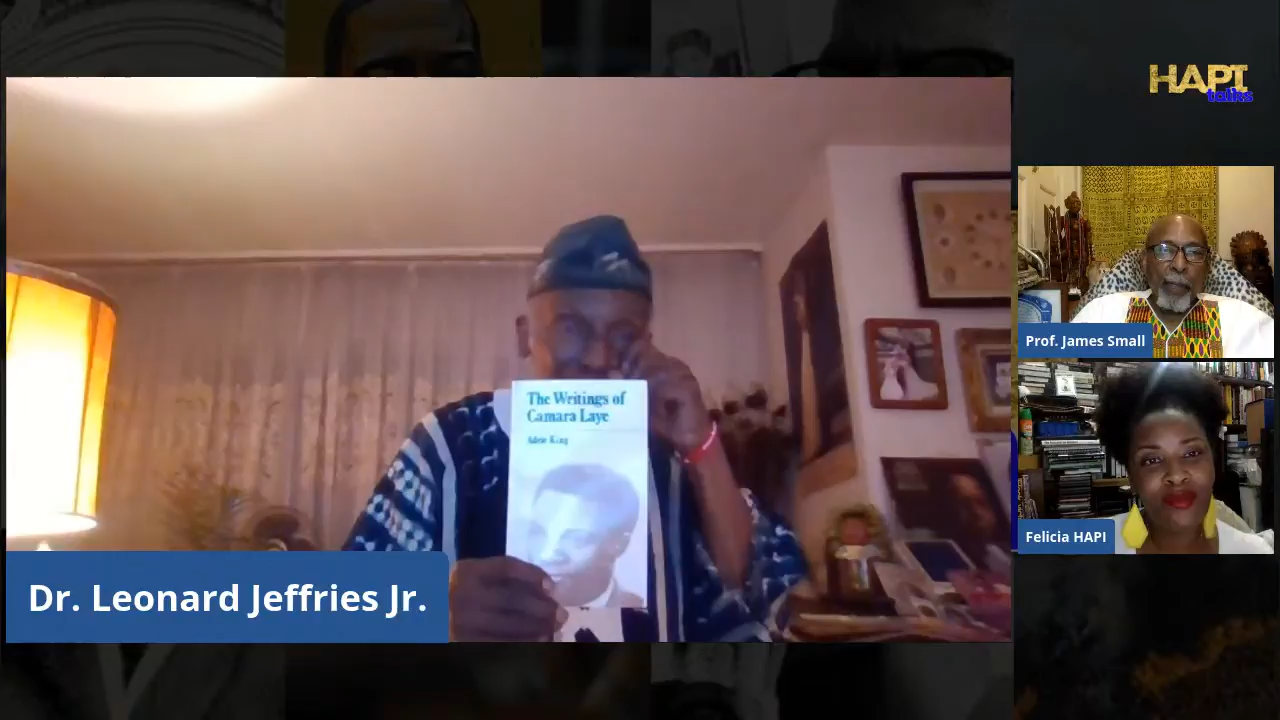 HAPI
talks
The Writings of
Camara Laye
Adele King
Dr. Leonard Jeffries Jr.
Prof. James Small
Felicia HAPI